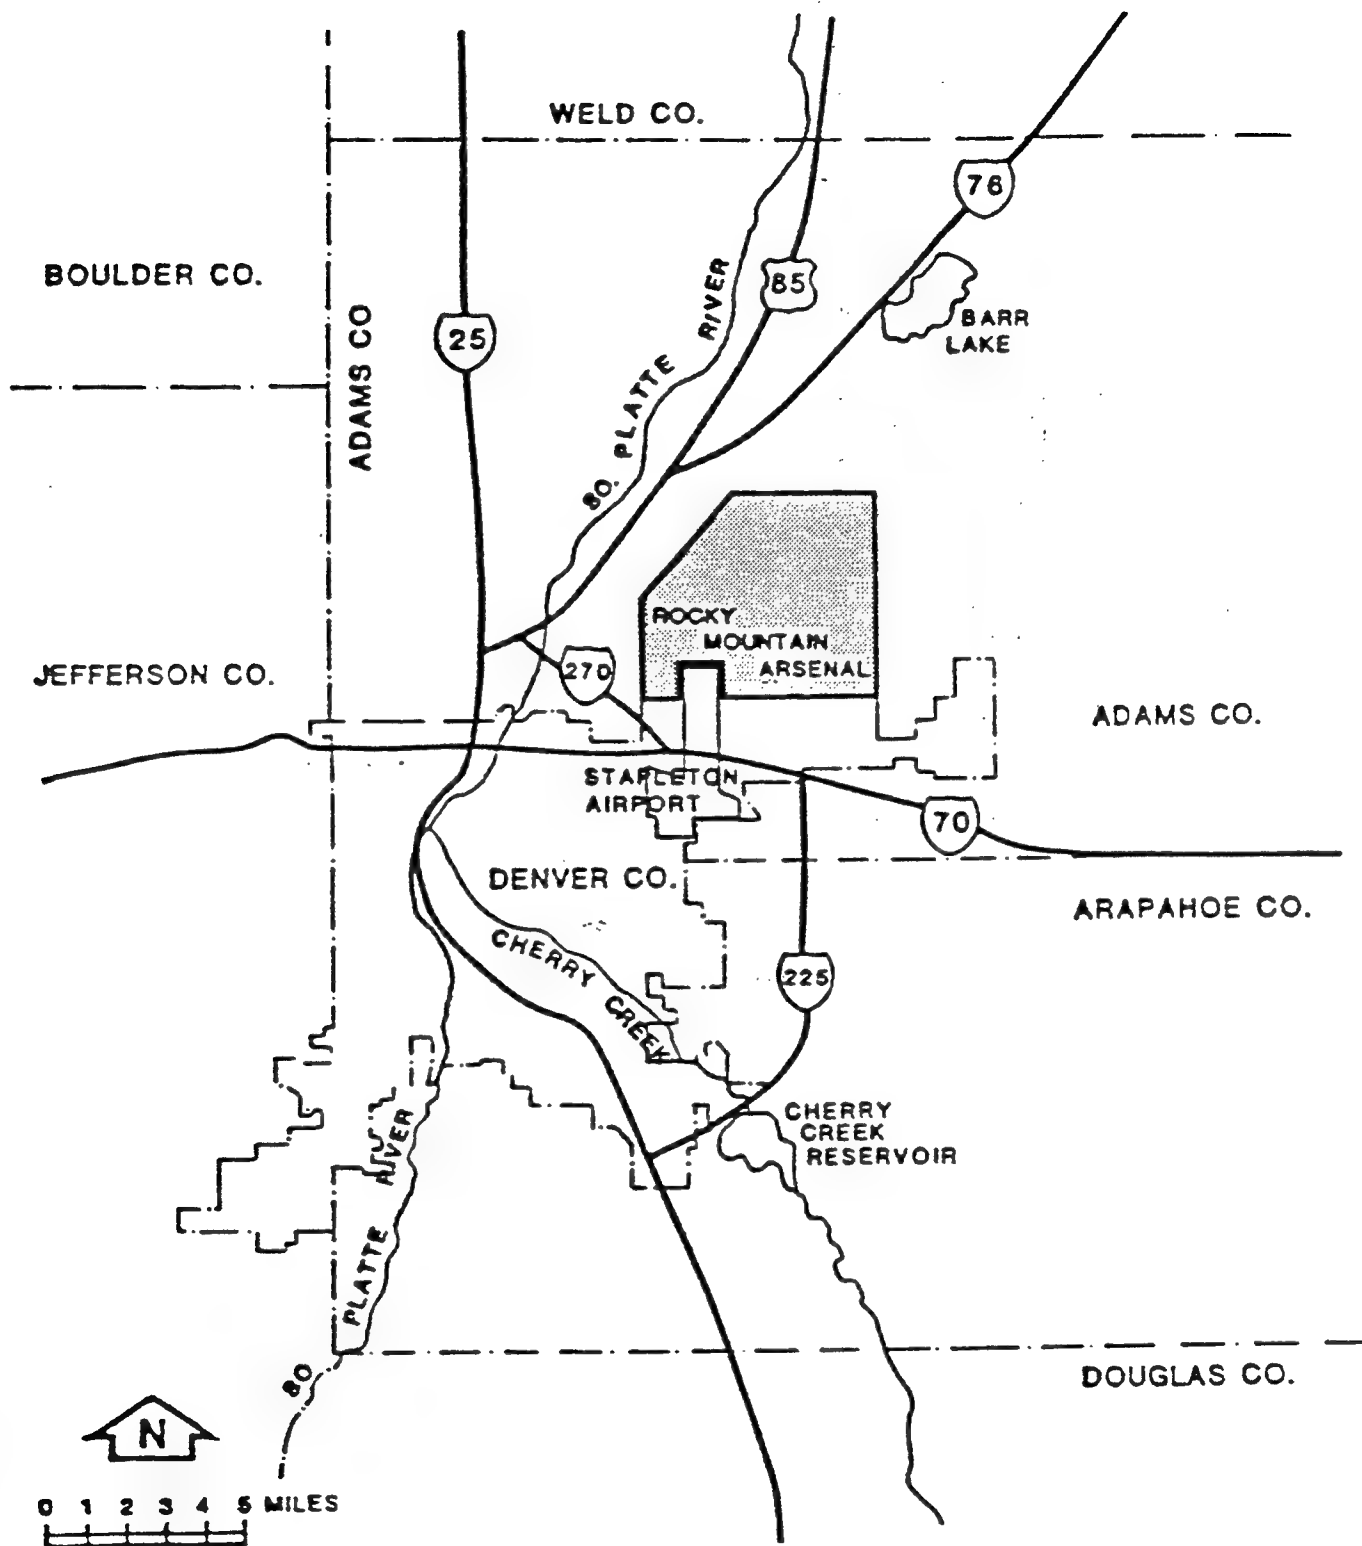 WELD CO.
76
BOULDER CO.
85
25
ADAMS CO
SO. PLATTE RIVER
BARR
LAKE
ROCKY
MOUNTAIN
ARSENAL
270
JEFFERSON CO.
ADAMS CO.
STAPLETON
AIRPORT
70
DENVER CO.
ARAPAHOE CO.
CHERRY CREEK
225
CHERRY
CREEK
RESERVOIR
SO. PLATTE RIVER
DOUGLAS CO.
N
0 1 2 3 4 5 MILES